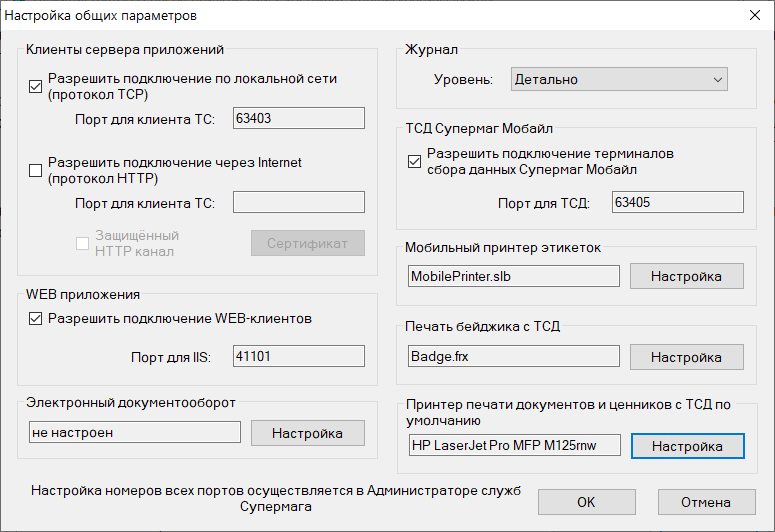 Настройка общих параметров
Клиенты сервера приложений
Разрешить подключение по локальной сети
(протокол TCP)
Порт для клиента ТС:
63403
Разрешить подключение через Internet
(протокол HTTP)
Порт для клиента ТС:
Защищённый
HTTP канал
Сертификат
WEB приложения
Разрешить подключение WEB-клиентов
Порт для IIS:
41101
Электронный документооборот
не настроен
Настройка
Журнал
Уровень:
Детально
ТСД Супермаг Мобайл
Разрешить подключение терминалов
сбора данных Супермаг Мобайл
Порт для ТСД:
63405
Мобильный принтер этикеток
MobilePrinter.slb
Настройка
Печать бейджика с ТСД
Badge.frx
Настройка
Принтер печати документов и ценников с ТСД по
умолчанию
HP LaserJet Pro MFP M125rnw
Настройка
Настройка номеров всех портов осуществляется в Администраторе служб
Супермага
OK
Отмена